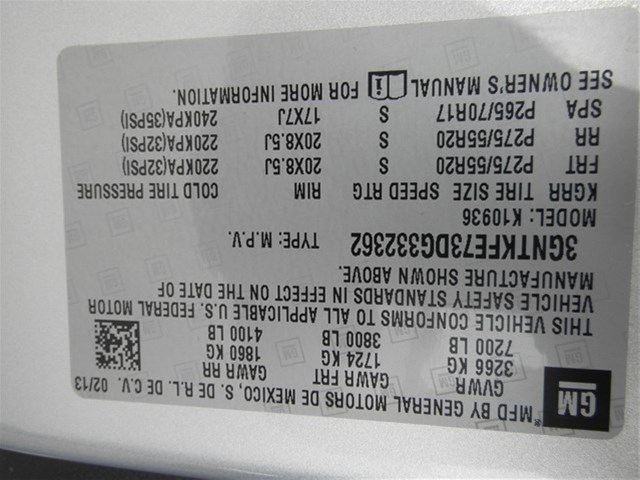 GM
*MFD BY GENERAL MOTORS DE MEXICO, S. DE R.L. DE C.V. 02/13
GVWR GAWR FRT GAWR RR
3266 KG 1724 KG 1860 KG
7200 LB 3800 LB 4100 LB
THIS VEHICLE CONFORMS TO ALL APPLICABLE U.S. FEDERAL MOTOR
VEHICLE SAFETY STANDARDS IN EFFECT ON THE DATE OF
MANUFACTURE SHOWN ABOVE.
3GNTKFE73DG332362 TYPE: M.P.V.
MODEL: K10936
KGRR TIRE SIZE SPEED RTG RIM COLD TIRE PRESSURE
FRT P275/55R20 S 20X8.5J 220KPA(32PSI)
RR P275/55R20 S 20X8.5J 220KPA(32PSI)
SPA P265/70R17 S 17X7J 240KPA(35PSI)
SEE OWNER'S MANUAL FOR MORE INFORMATION.